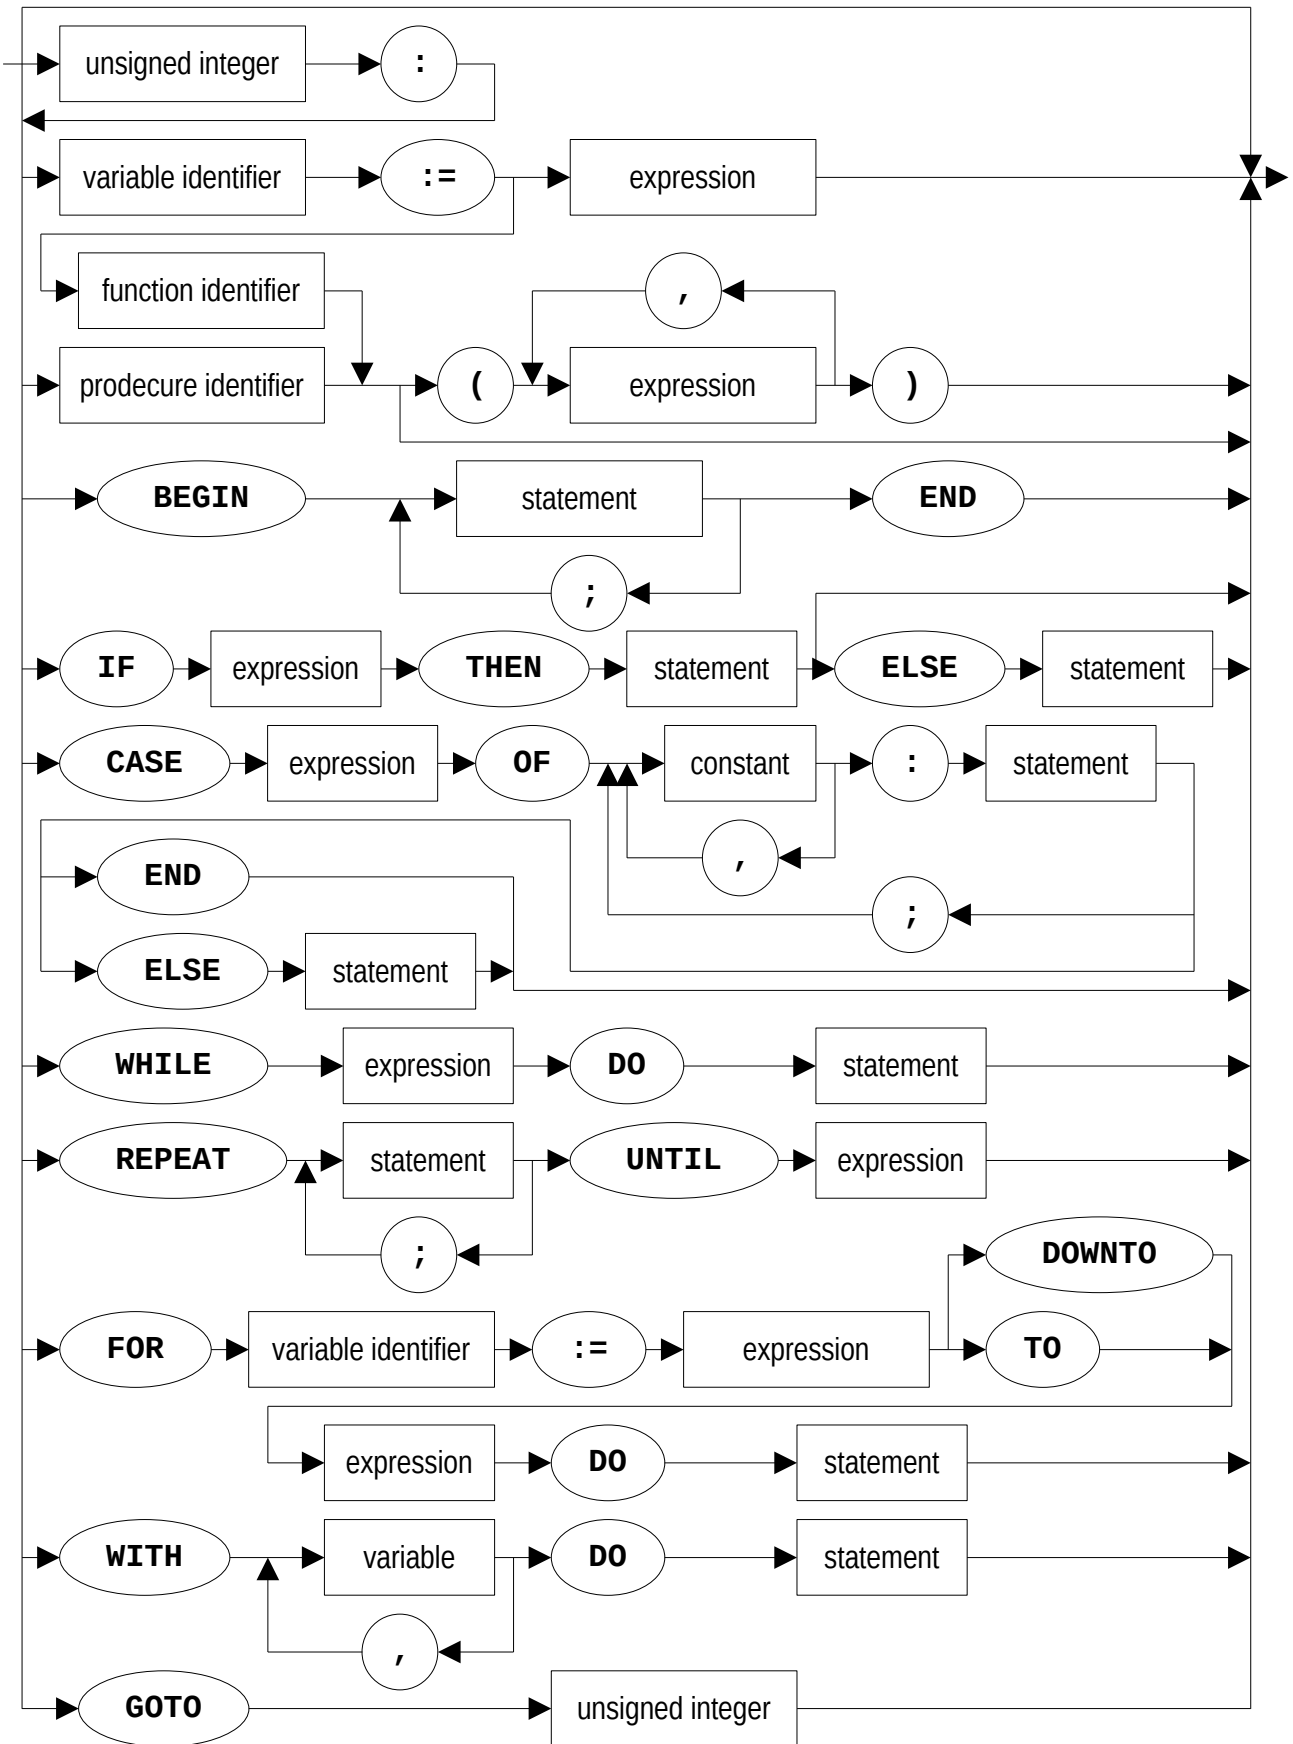 unsigned integer :
variable identifier := expression
function identifier ,
prodecure identifier ( expression )
BEGIN statement END
;
IF expression THEN statement ELSE statement
CASE expression OF constant : statement
,
END
;
ELSE statement
WHILE expression DO statement
REPEAT statement UNTIL expression
;
DOWNTO
FOR variable identifier := expression TO
expression DO statement
WITH variable DO statement
,
GOTO unsigned integer